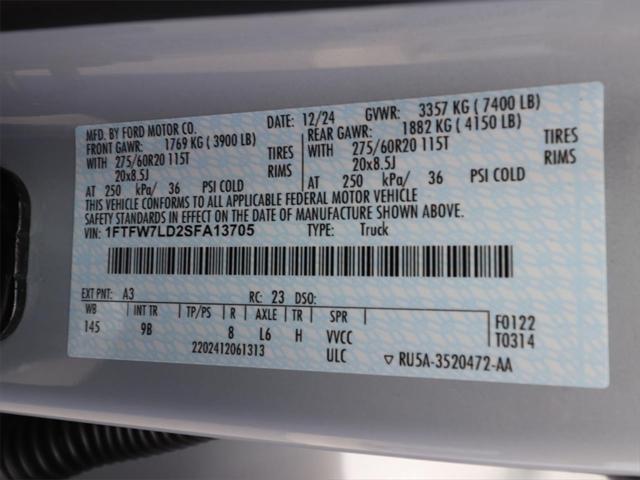 MFD. BY FORD MOTOR CO. DATE: 12/24 GVWR: 3357 KG ( 7400 LB)
FRONT GAWR: 1769 KG ( 3900 LB) REAR GAWR: 1882 KG ( 4150 LB)
WITH 275/60R20 115T TIRES WITH 275/60R20 115T TIRES
20x8.5J RIMS 20x8.5J RIMS
AT 250 kPa/ 36 PSI COLD AT 250 kPa/ 36 PSI COLD
THIS VEHICLE CONFORMS TO ALL APPLICABLE FEDERAL MOTOR VEHICLE
SAFETY STANDARDS IN EFFECT ON THE DATE OF MANUFACTURE SHOWN ABOVE.
VIN: 1FTFW7LD2SFA13705 TYPE: Truck
EXT PNT: A3 RC: 23 DSO:
WB INT TR TP/PS R AXLE TR SPR F0122
145 9B 8 L6 H VVCC T0314
2202412061313 ULC ▽ RU5A-3520472-AA